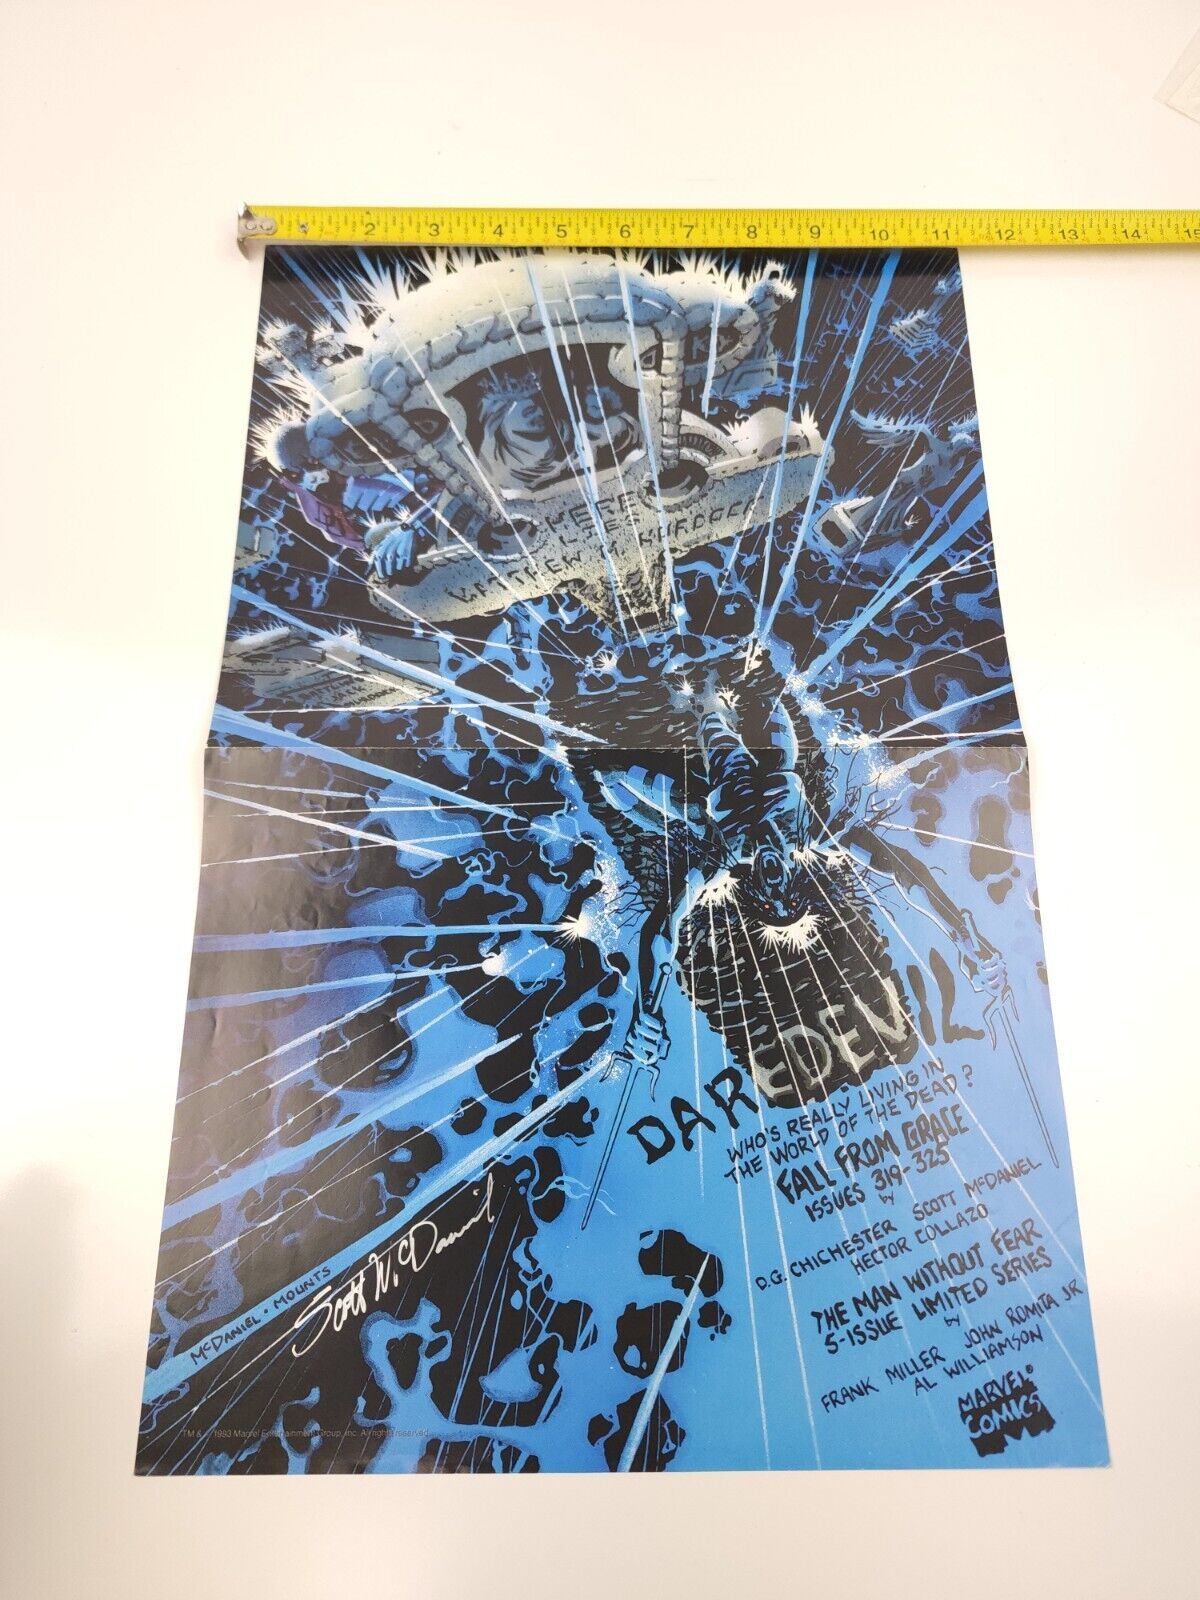 2 3 4 5 6 7 8 9 10 11 12 13 14 15
HERE
LIES
MATTHEW M. MURDOCK
JACK
MURDOCK
DAREDEVIL
WHO'S REALLY LIVING IN
THE WORLD OF THE DEAD?
FALL FROM GRACE
ISSUES 319-325
by
D.G. CHICHESTER SCOTT McDANIEL
HECTOR COLLAZO
THE MAN WITHOUT FEAR
5-ISSUE LIMITED SERIES
by
FRANK MILLER JOHN ROMITA JR
AL WILLIAMSON
MARVEL®
COMICS
McDANIEL • MOUNTS
Scott McDaniel
TM & 1993 Marvel Entertainment Group, Inc. All rights reserved.